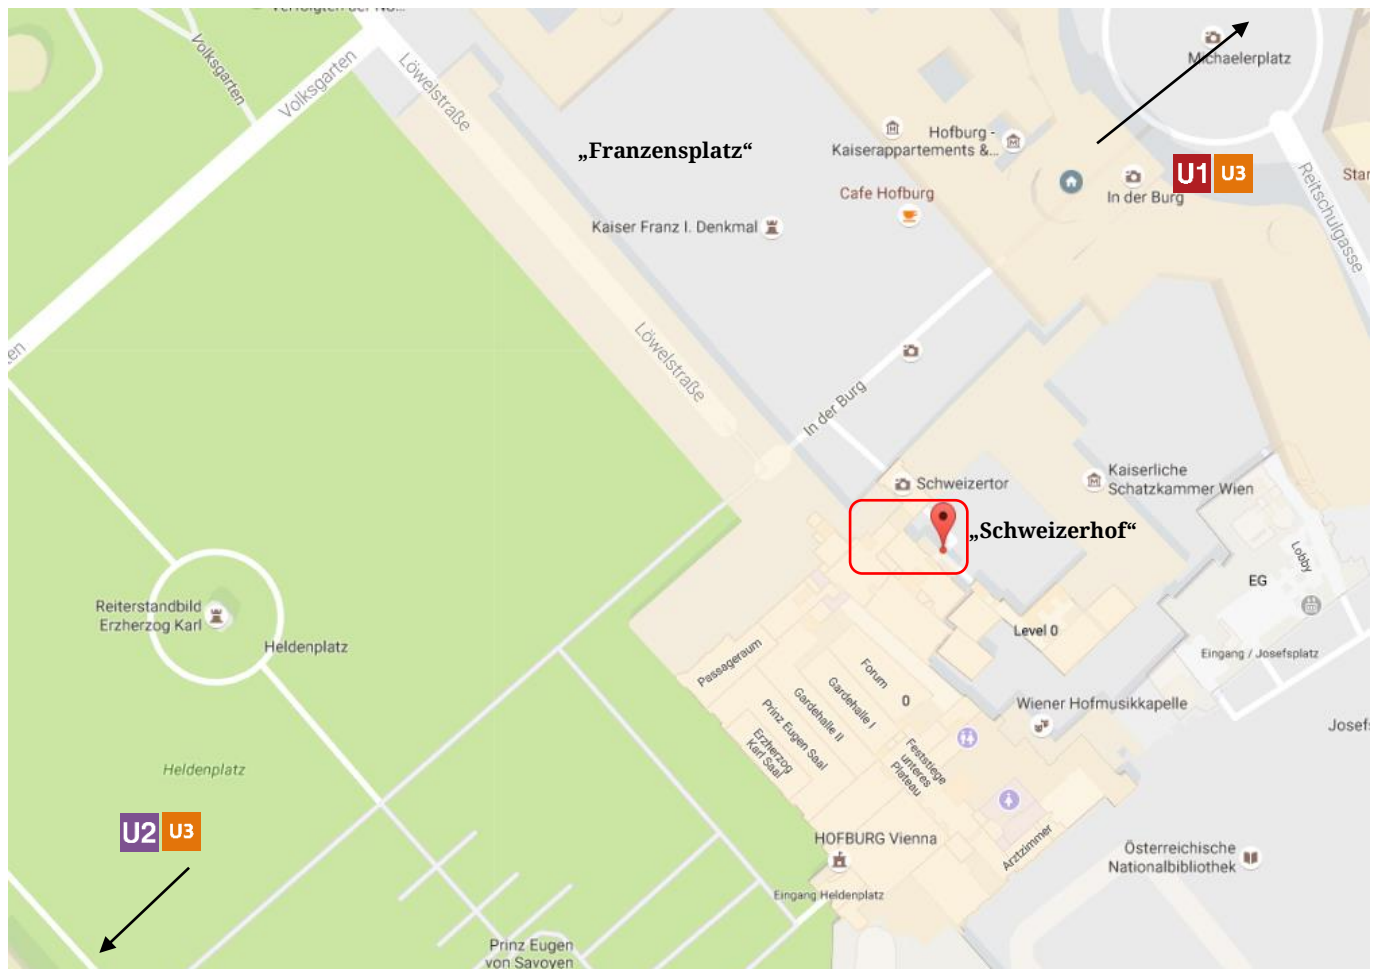 Volksgarten
Volksgarten
Löwelstraße
Michaelerplatz
„Franzensplatz“
Hofburg -
Kaiserappartements &...
U1 U3
In der Burg
Reitschulgasse
Cafe Hofburg
Kaiser Franz I. Denkmal
Löwelstraße
In der Burg
Schweizertor
Kaiserliche
Schatzkammer Wien
„Schweizerhof“
Lobby
EG
Reiterstandbild
Erzherzog Karl
Heldenplatz
Level 0
Eingang / Josefsplatz
Passageraum
Forum
0
Gardehalle I
Gardehalle II
Prinz Eugen Saal
Erzherzog
Karl Saal
Wiener Hofmusikkapelle
Feststiege
unteres
Plateau
Heldenplatz
U2 U3
HOFBURG Vienna
Arztzimmer
Österreichische
Nationalbibliothek
Eingang Heldenplatz
Prinz Eugen
von Savoyen